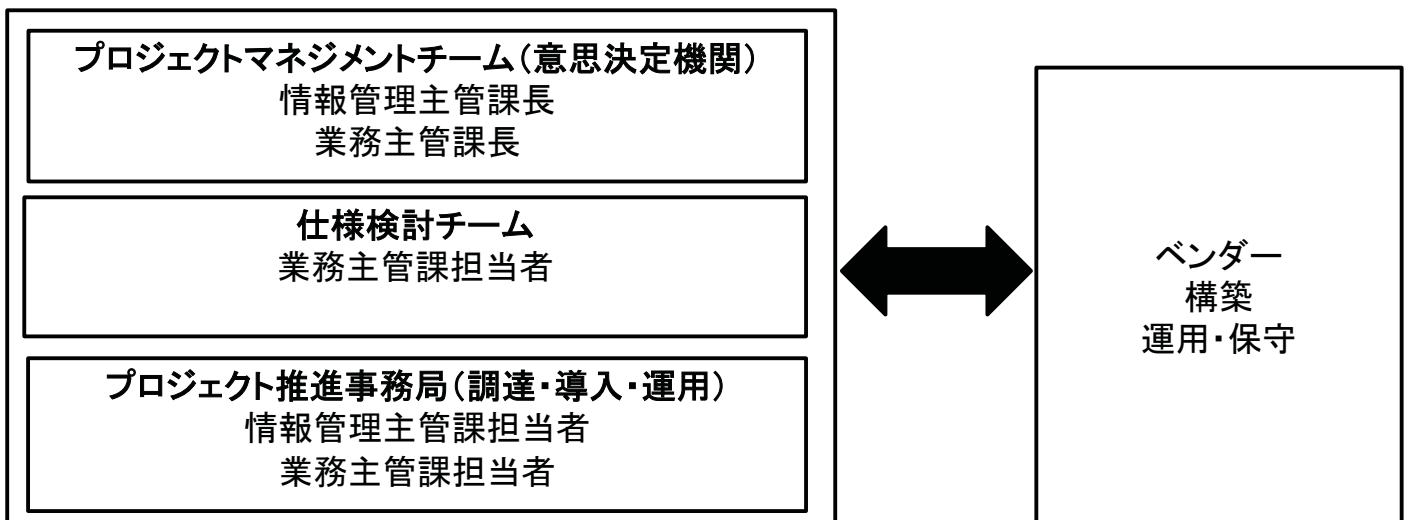 プロジェクトマネジメントチーム(意思決定機関)
情報管理主管課長
業務主管課長
仕様検討チーム
業務主管課担当者
プロジェクト推進事務局(調達・導入・運用)
情報管理主管課担当者
業務主管課担当者
ベンダー
構築
運用・保守